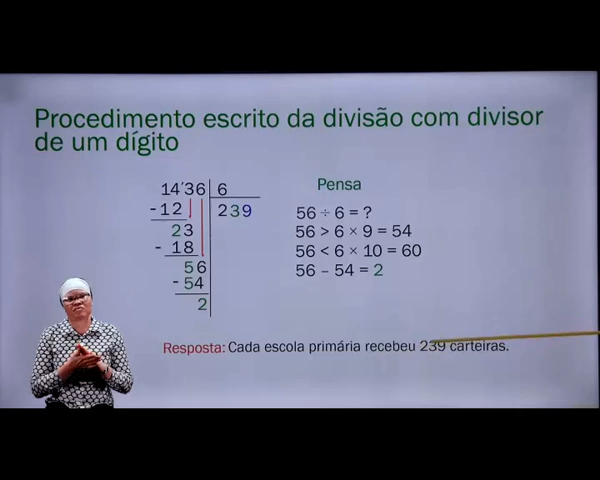 Procedimento escrito da divisão com divisor
de um dígito
14´36 6
-12 239
23
- 18
56
- 54
2
Pensa
56 ÷ 6 = ?
56 > 6 × 9 = 54
56 < 6 × 10 = 60
56 – 54 = 2
Resposta: Cada escola primária recebeu 239 carteiras.